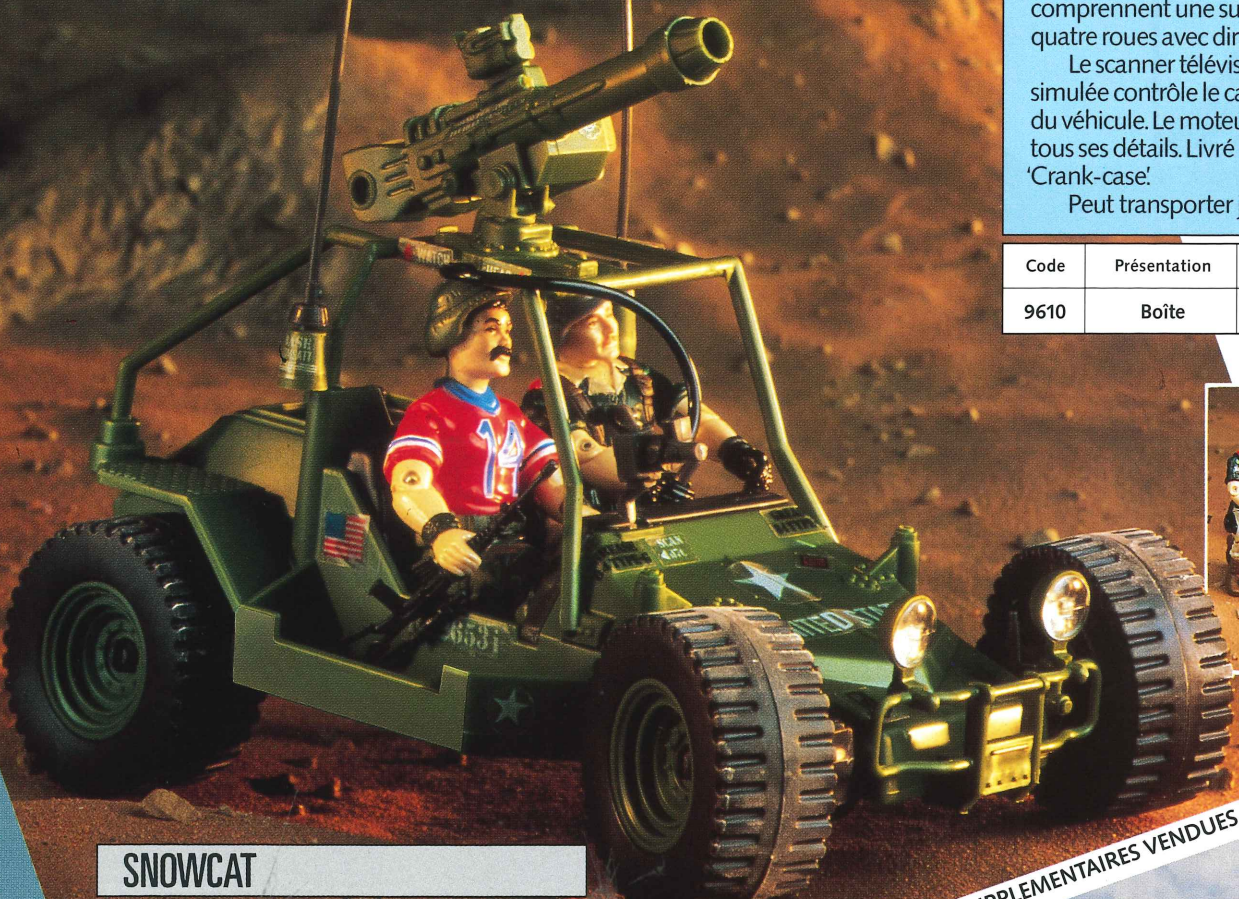 comprennent une su
quatre roues avec dir
Le scanner télévis
simulée contrôle le ca
du véhicule. Le moteu
tous ses détails. Livré
'Crank-case'.
Peut transporter j
Code Présentation
9610 Boîte
14
SNOWCAT
PPLEMENTAIRES VENDUES